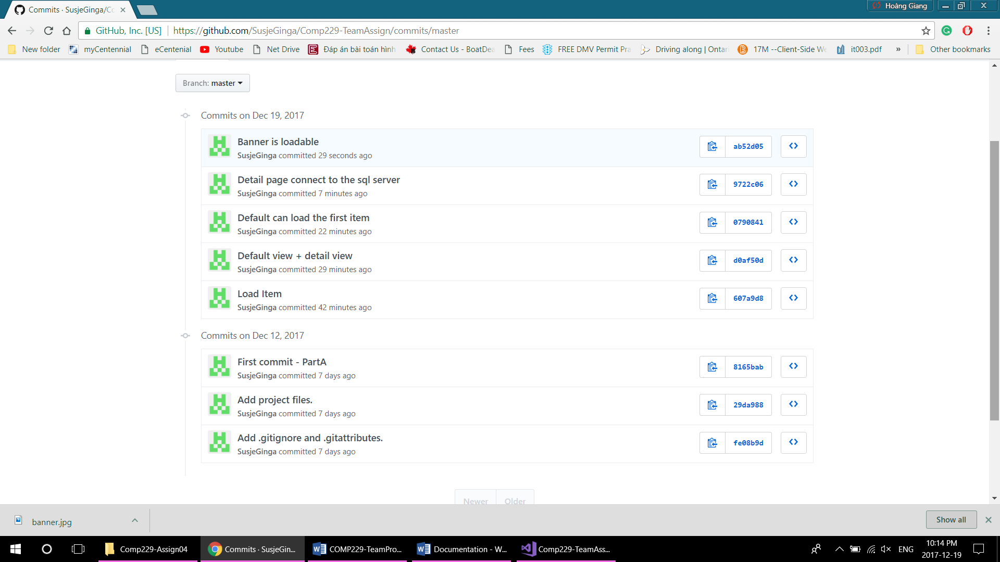 Commits · SusjeGinga/Co
Hoàng Giang
GitHub, Inc. [US]
https://github.com/SusjeGinga/Comp229-TeamAssign/commits/master
New folder
myCentennial
eCentenial
Youtube
Net Drive
Đáp án bài toán hình
Contact Us - BoatDea
Fees
FREE DMV Permit Pra
Driving along | Ontar
17M --Client-Side We
it003.pdf
»
Other bookmarks
Branch: master
Commits on Dec 19, 2017
Banner is loadable
SusjeGinga committed 29 seconds ago
ab52d05
Detail page connect to the sql server
SusjeGinga committed 7 minutes ago
9722c06
Default can load the first item
SusjeGinga committed 22 minutes ago
0790841
Default view + detail view
SusjeGinga committed 29 minutes ago
d0af50d
Load Item
SusjeGinga committed 42 minutes ago
607a9d8
Commits on Dec 12, 2017
First commit - PartA
SusjeGinga committed 7 days ago
8165bab
Add project files.
SusjeGinga committed 7 days ago
29da988
Add .gitignore and .gitattributes.
SusjeGinga committed 7 days ago
fe08b9d
Newer
Older
banner.jpg
Show all
Comp229-Assign04
Commits · SusjeGin...
COMP229-TeamPro...
Documentation - W...
Comp229-TeamAss...
ENG
10:14 PM
2017-12-19